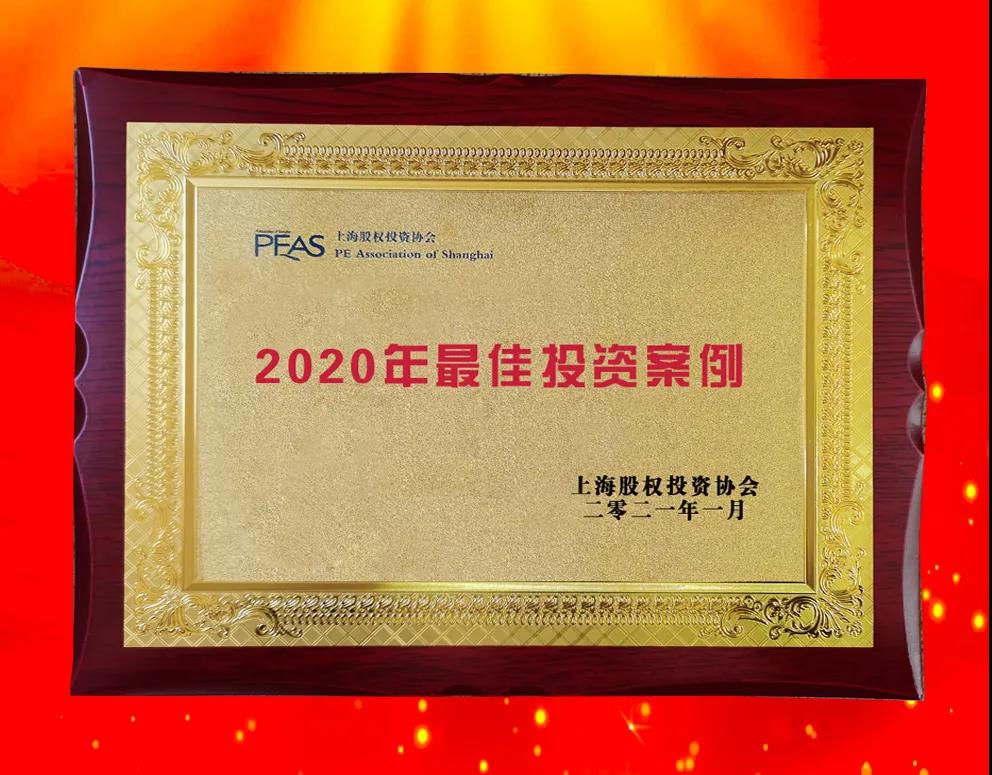 PEAS 上海股权投资协会
PE Association of Shanghai
2020年最佳投资案例
上海股权投资协会
二零二一年一月